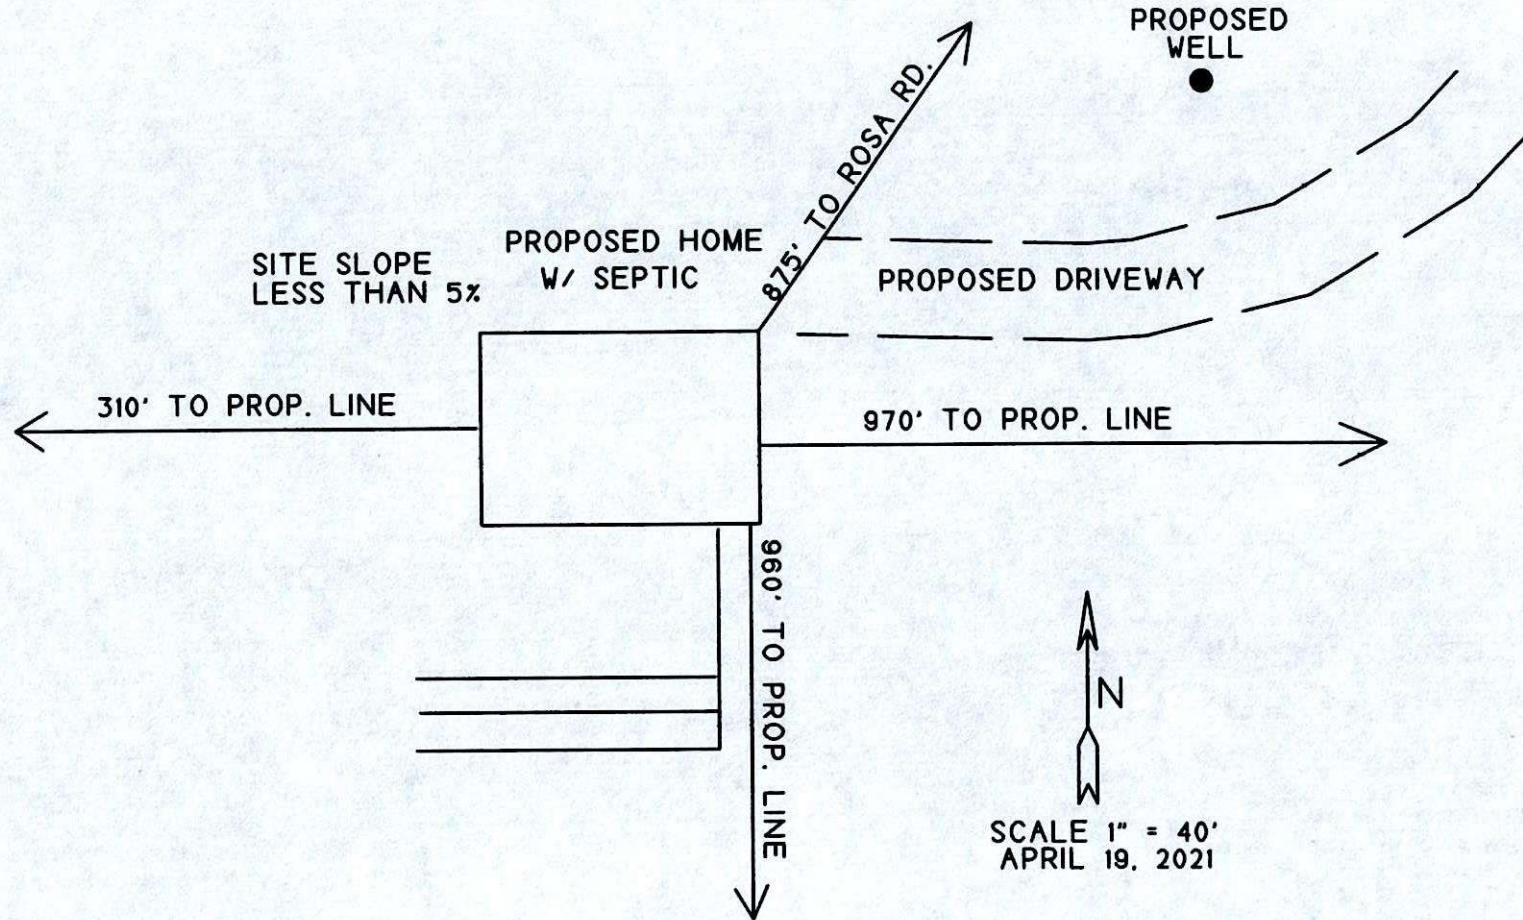 PROPOSED
WELL
875' TO ROSA RD.
PROPOSED HOME
W/ SEPTIC
SITE SLOPE
LESS THAN 5%
PROPOSED DRIVEWAY
310' TO PROP. LINE
970' TO PROP. LINE
960' TO PROP. LINE
N
SCALE 1" = 40'
APRIL 19, 2021